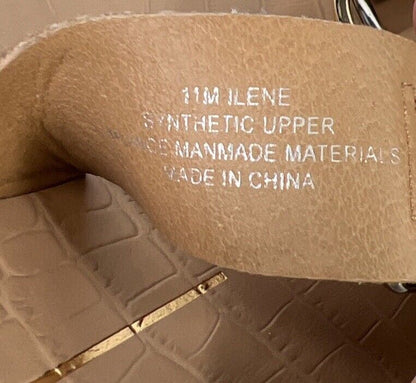 11M ILENE
SYNTHETIC UPPER
MANMADE MATERIALS
MADE IN CHINA